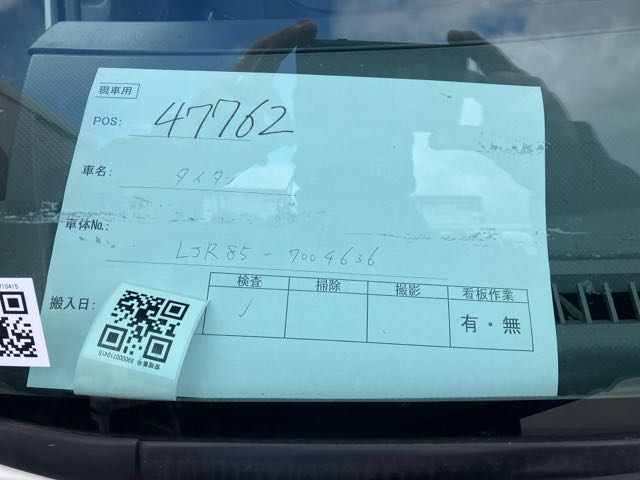 現車用
POS: 47762
車名: タイタン
車体No.: LJR85-7004636
検査 掃除 撮影 看板作業
搬入日: ✓ 有・無